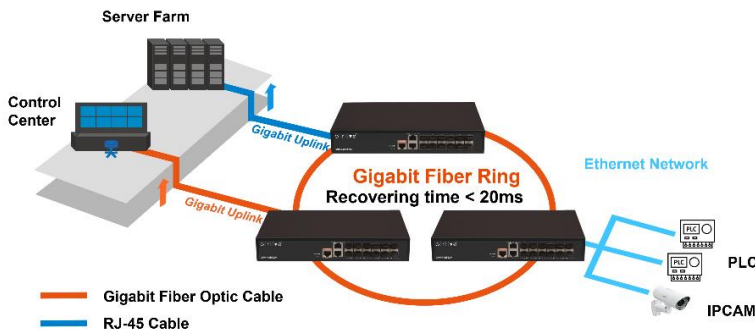 Server Farm
Control
Center
Gigabit Uplink
Gigabit Uplink
Gigabit Fiber Ring
Recovering time < 20ms
Ethernet Network
PLC
PLC
PLC
IPCAM
Gigabit Fiber Optic Cable
RJ-45 Cable